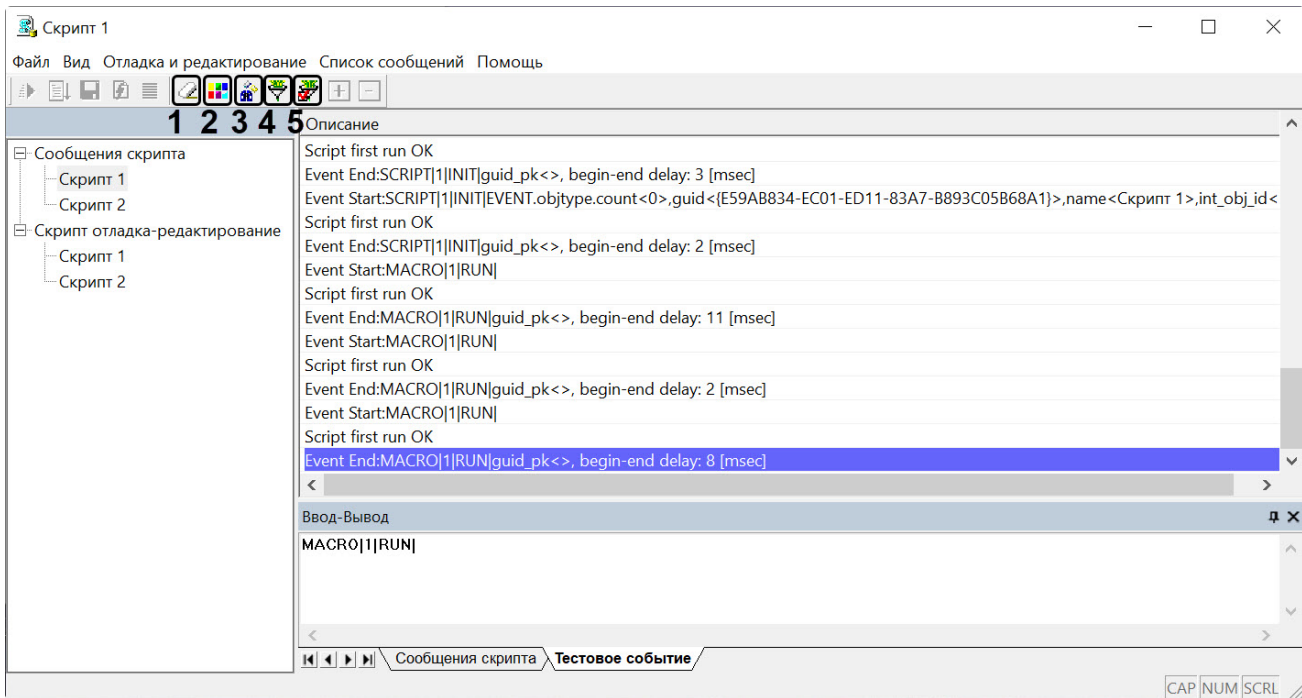 Скрипт 1
Файл Вид Отладка и редактирование Список сообщений Помощь
1 2 3 4 5
Описание
Сообщения скрипта
Скрипт 1
Скрипт 2
Скрипт отладка-редактирование
Скрипт 1
Скрипт 2
Script first run OK
Event End:SCRIPT|1|INIT|guid_pk<>, begin-end delay: 3 [msec]
Event Start:SCRIPT|1|INIT|EVENT.objtype.count<0>,guid<{E59AB834-EC01-ED11-83A7-B893C05B68A1}>,name<Скрипт 1>,int_obj_id<
Script first run OK
Event End:SCRIPT|1|INIT|guid_pk<>, begin-end delay: 2 [msec]
Event Start:MACRO|1|RUN|
Script first run OK
Event End:MACRO|1|RUN|guid_pk<>, begin-end delay: 11 [msec]
Event Start:MACRO|1|RUN|
Script first run OK
Event End:MACRO|1|RUN|guid_pk<>, begin-end delay: 2 [msec]
Event Start:MACRO|1|RUN|
Script first run OK
Event End:MACRO|1|RUN|guid_pk<>, begin-end delay: 8 [msec]
Ввод-Вывод
MACRO|1|RUN|
Сообщения скрипта Тестовое событие
CAP NUM SCRL